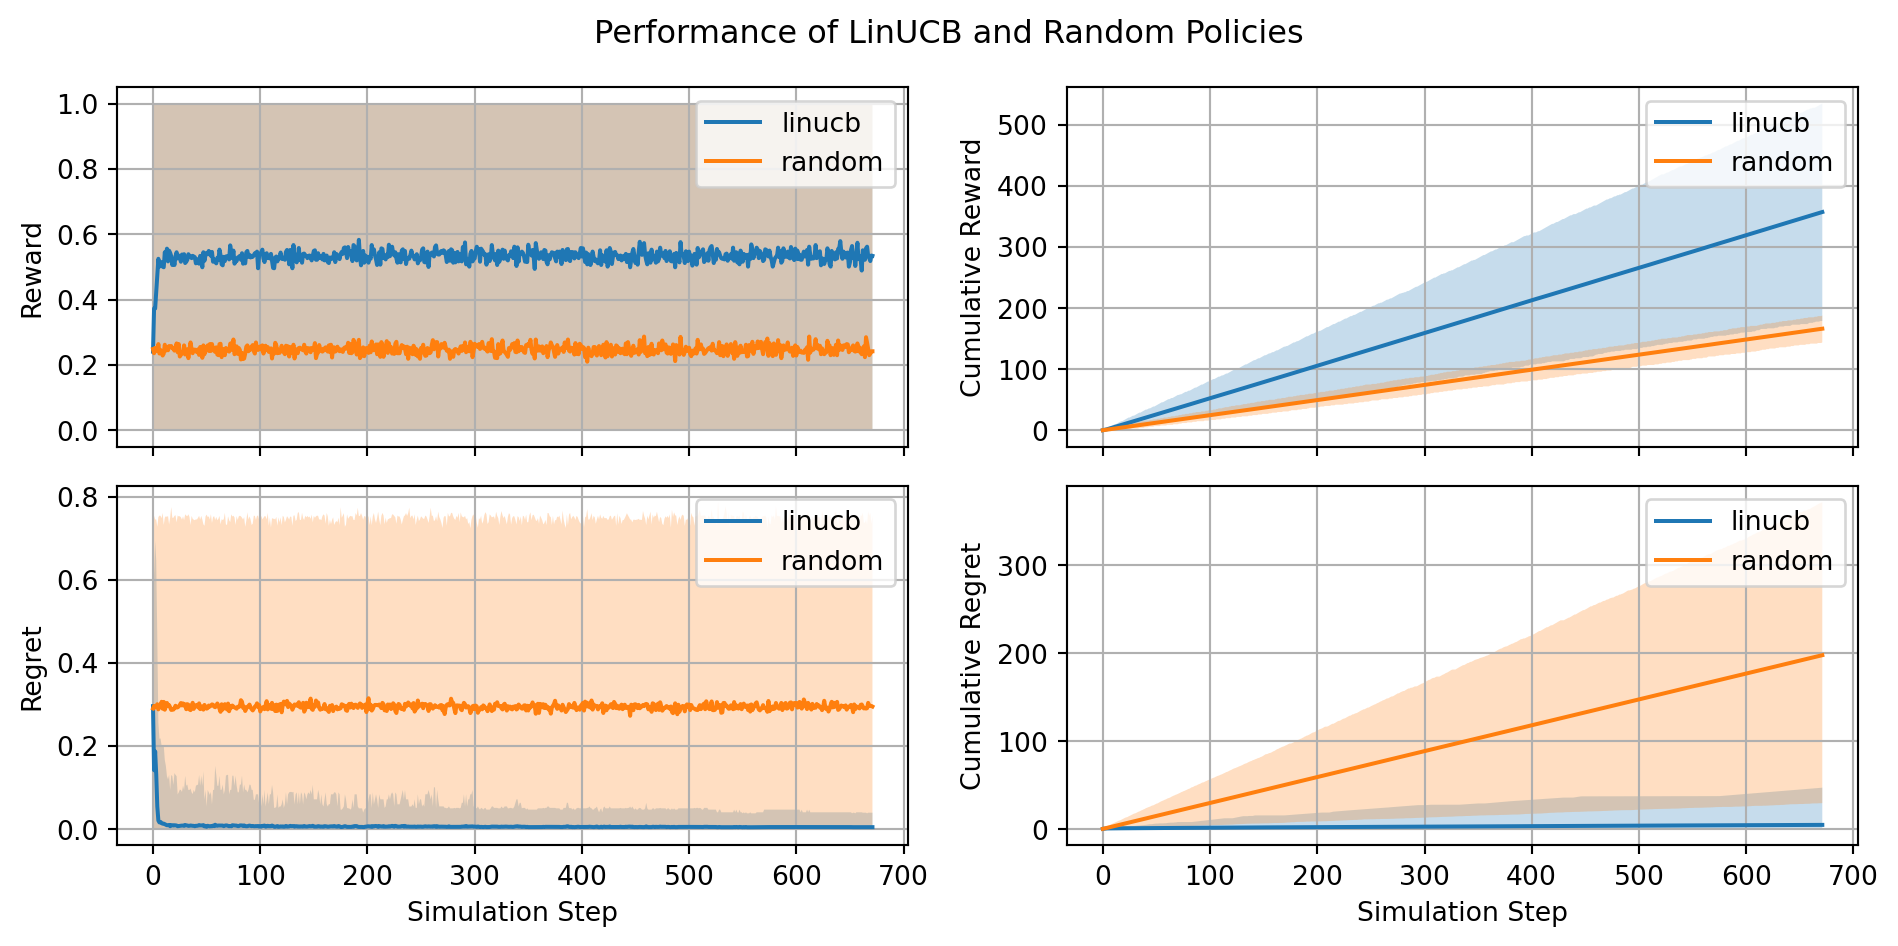 Performance of LinUCB and Random Policies
1.0
0.8
0.6
0.4
0.2
0.0
Reward
linucb
random
500
400
300
200
100
0
Cumulative Reward
linucb
random
0.8
0.6
0.4
0.2
0.0
Regret
linucb
random
0 100 200 300 400 500 600 700
Simulation Step
300
200
100
0
Cumulative Regret
linucb
random
0 100 200 300 400 500 600 700
Simulation Step